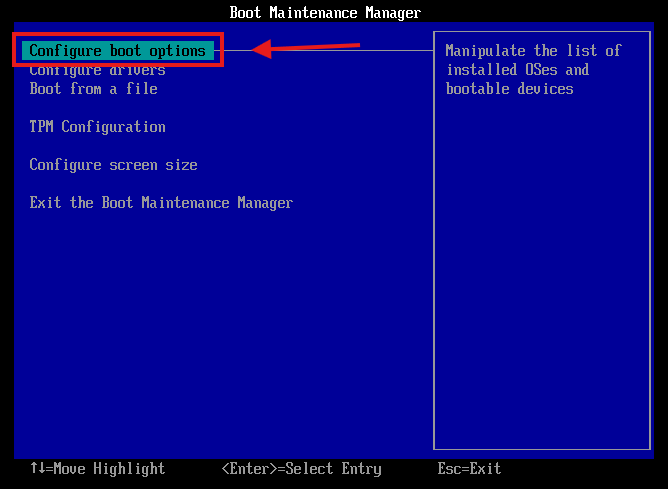 Boot Maintenance Manager
Configure boot options
Configure drivers
Boot from a file
TPM Configuration
Configure screen size
Exit the Boot Maintenance Manager
Manipulate the list of
installed OSes and
bootable devices
↑↓=Move Highlight <Enter>=Select Entry Esc=Exit